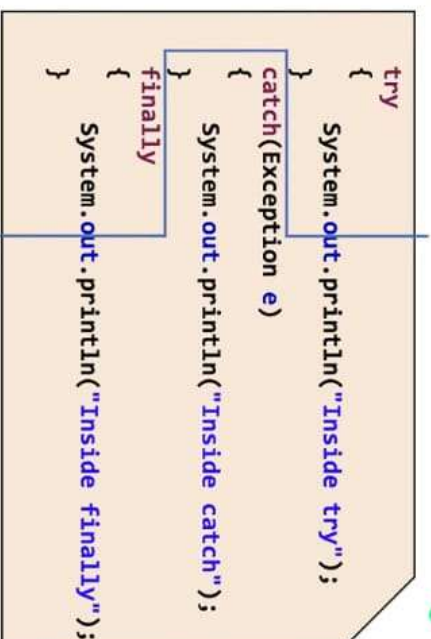 try
{
System.out.println("Inside try");
}
catch(Exception e)
{
System.out.println("Inside catch");
}
finally
{
System.out.println("Inside finally");
}